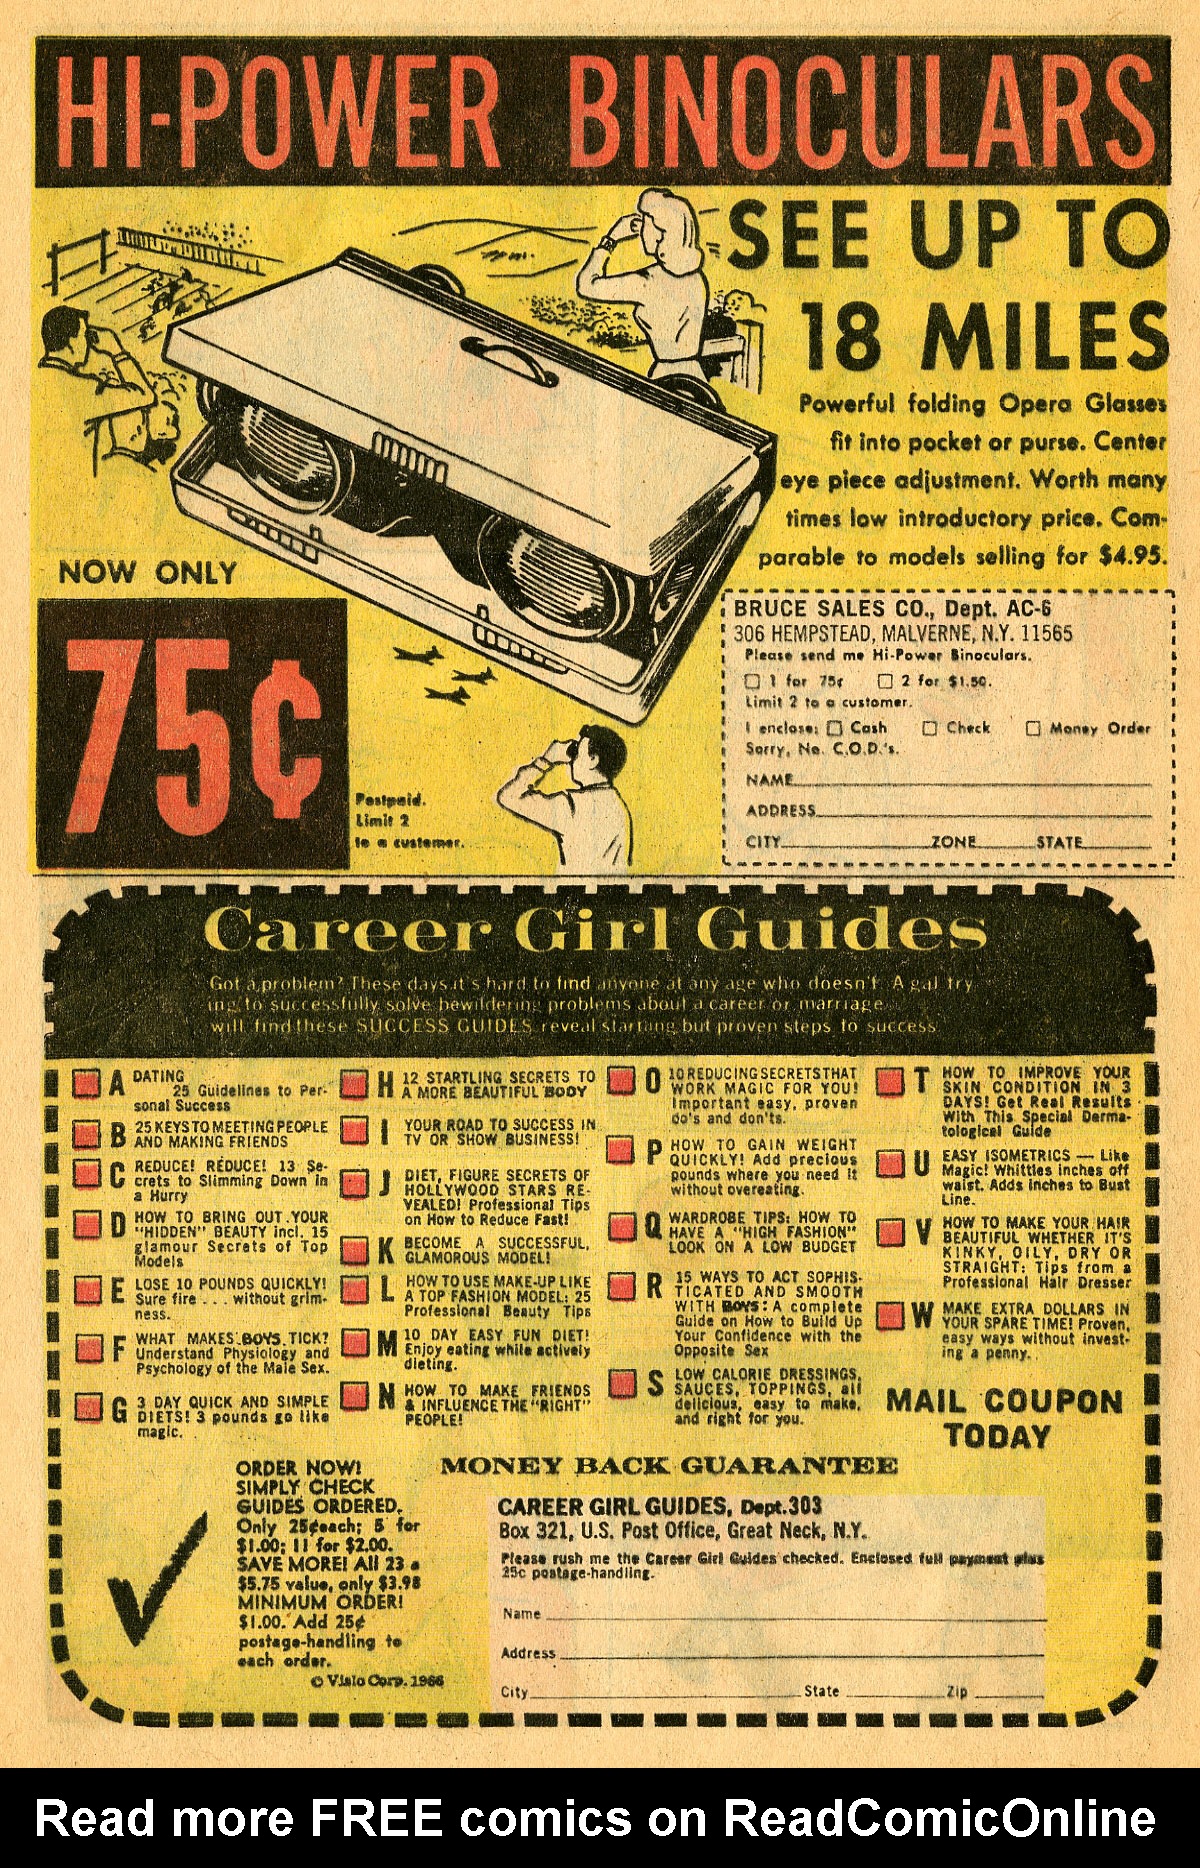 HI-POWER BINOCULARS
SEE UP TO
18 MILES
Powerful folding Opera Glasses
fit into pocket or purse. Center
eye piece adjustment. Worth many
times low introductory price. Com-
parable to models selling for $4.95.
NOW ONLY
75¢
Postpaid.
Limit 2
to a customer.
BRUCE SALES CO., Dept. AC-6
306 HEMPSTEAD, MALVERNE, N.Y. 11565
Please send me Hi-Power Binoculars.
1 for 75¢ 2 for $1.50.
Limit 2 to a customer.
I enclose: Cash Check Money Order
Sorry, No. C.O.D.'s.
NAME
ADDRESS
CITY ZONE STATE
Career Girl Guides
Got a problem? These days it's hard to find anyone at any age who doesn't. A gal try
ing to successfully solve bewildering problems about a career or marriage
will find these SUCCESS GUIDES reveal startling but proven steps to success
A DATING
25 Guidelines to Per-
sonal Success
B 25 KEYS TO MEETING PEOPLE
AND MAKING FRIENDS
C REDUCE! REDUCE! 13 Se-
crets to Slimming Down in
a Hurry
D HOW TO BRING OUT YOUR
"HIDDEN" BEAUTY incl. 15
glamour Secrets of Top
Models
E LOSE 10 POUNDS QUICKLY!
Sure fire . . . without grim-
ness.
F WHAT MAKES BOYS TICK?
Understand Physiology and
Psychology of the Male Sex.
G 3 DAY QUICK AND SIMPLE
DIETS! 3 pounds go like
magic.
H 12 STARTLING SECRETS TO
A MORE BEAUTIFUL BODY
I YOUR ROAD TO SUCCESS IN
TV OR SHOW BUSINESS!
J DIET, FIGURE SECRETS OF
HOLLYWOOD STARS RE-
VEALED! Professional Tips
on How to Reduce Fast!
K BECOME A SUCCESSFUL,
GLAMOROUS MODEL!
L HOW TO USE MAKE-UP LIKE
A TOP FASHION MODEL: 25
Professional Beauty Tips
M 10 DAY EASY FUN DIET!
Enjoy eating while actively
dieting.
N HOW TO MAKE FRIENDS
& INFLUENCE THE "RIGHT"
PEOPLE!
O 10 REDUCING SECRETS THAT
WORK MAGIC FOR YOU!
Important easy, proven
do's and don'ts.
P HOW TO GAIN WEIGHT
QUICKLY! Add precious
pounds where you need it
without overeating.
Q WARDROBE TIPS: HOW TO
HAVE A "HIGH FASHION"
LOOK ON A LOW BUDGET
R 15 WAYS TO ACT SOPHIS-
TICATED AND SMOOTH
WITH BOYS: A complete
Guide on How to Build Up
Your Confidence with the
Opposite Sex
S LOW CALORIE DRESSINGS,
SAUCES, TOPPINGS, all
delicious, easy to make,
and right for you.
T HOW TO IMPROVE YOUR
SKIN CONDITION IN 3
DAYS! Get Real Results
With This Special Derma-
tological Guide
U EASY ISOMETRICS — Like
Magic! Whittles inches off
waist. Adds inches to Bust
Line.
V HOW TO MAKE YOUR HAIR
BEAUTIFUL WHETHER IT'S
KINKY, OILY, DRY OR
STRAIGHT: Tips from a
Professional Hair Dresser
W MAKE EXTRA DOLLARS IN
YOUR SPARE TIME! Proven,
easy ways without invest-
ing a penny.
MAIL COUPON
TODAY
ORDER NOW!
SIMPLY CHECK
GUIDES ORDERED.
Only 25¢ each; 5 for
$1.00; 11 for $2.00.
SAVE MORE! All 23 a
$5.75 value, only $3.98
MINIMUM ORDER!
$1.00. Add 25¢
postage-handling to
each order.
© Vislo Corp. 1966
MONEY BACK GUARANTEE
CAREER GIRL GUIDES, Dept. 303
Box 321, U.S. Post Office, Great Neck, N.Y.
Please rush me the Career Girl Guides checked. Enclosed full payment plus
25c postage-handling.
Name
Address
City State Zip
Read more FREE comics on ReadComicOnline